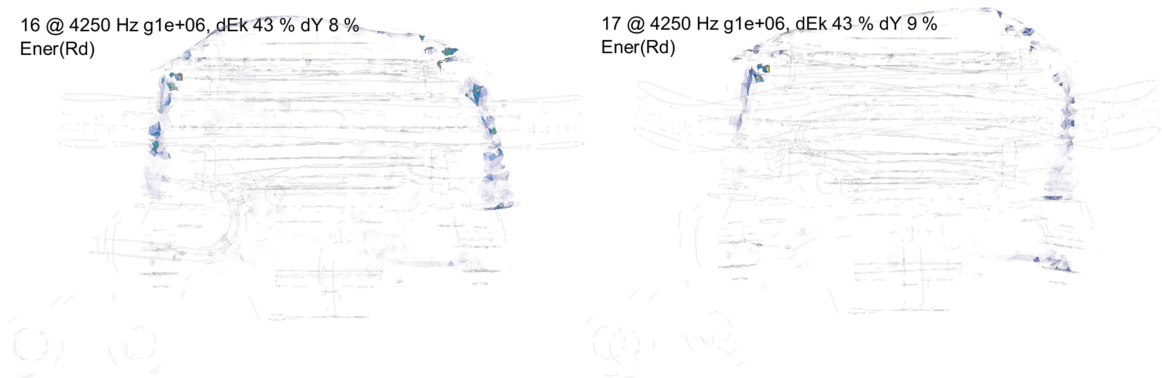 16 @ 4250 Hz g1e+06, dEk 43 % dY 8 %
Ener(Rd)
17 @ 4250 Hz g1e+06, dEk 43 % dY 9 %
Ener(Rd)